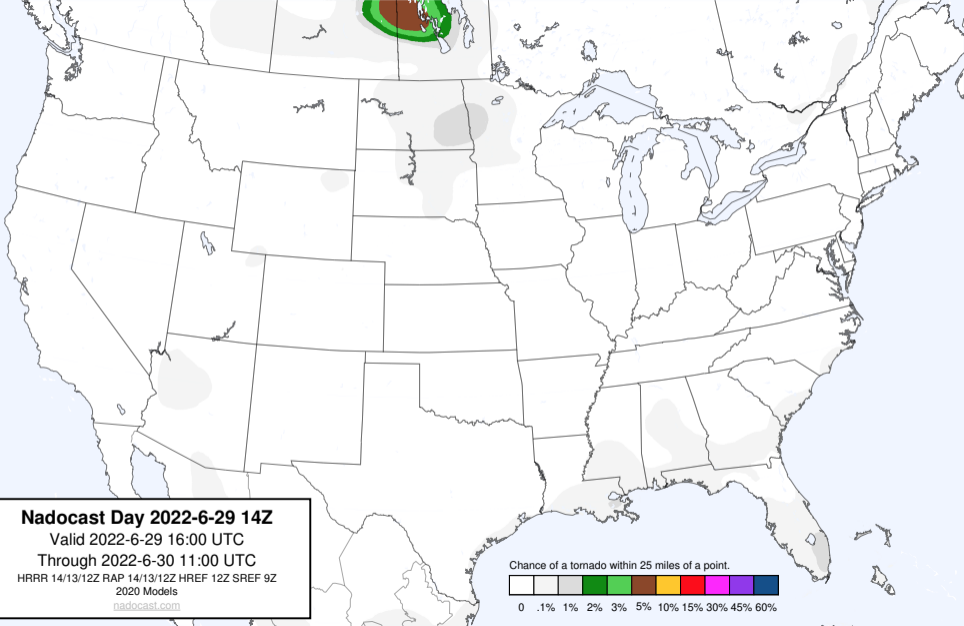 Nadocast Day 2022-6-29 14Z
Valid 2022-6-29 16:00 UTC
Through 2022-6-30 11:00 UTC
HRRR 14/13/12Z RAP 14/13/12Z HREF 12Z SREF 9Z
2020 Models
nadocast.com
Chance of a tornado within 25 miles of a point.
0 .1% 1% 2% 3% 5% 10% 15% 30% 45% 60%